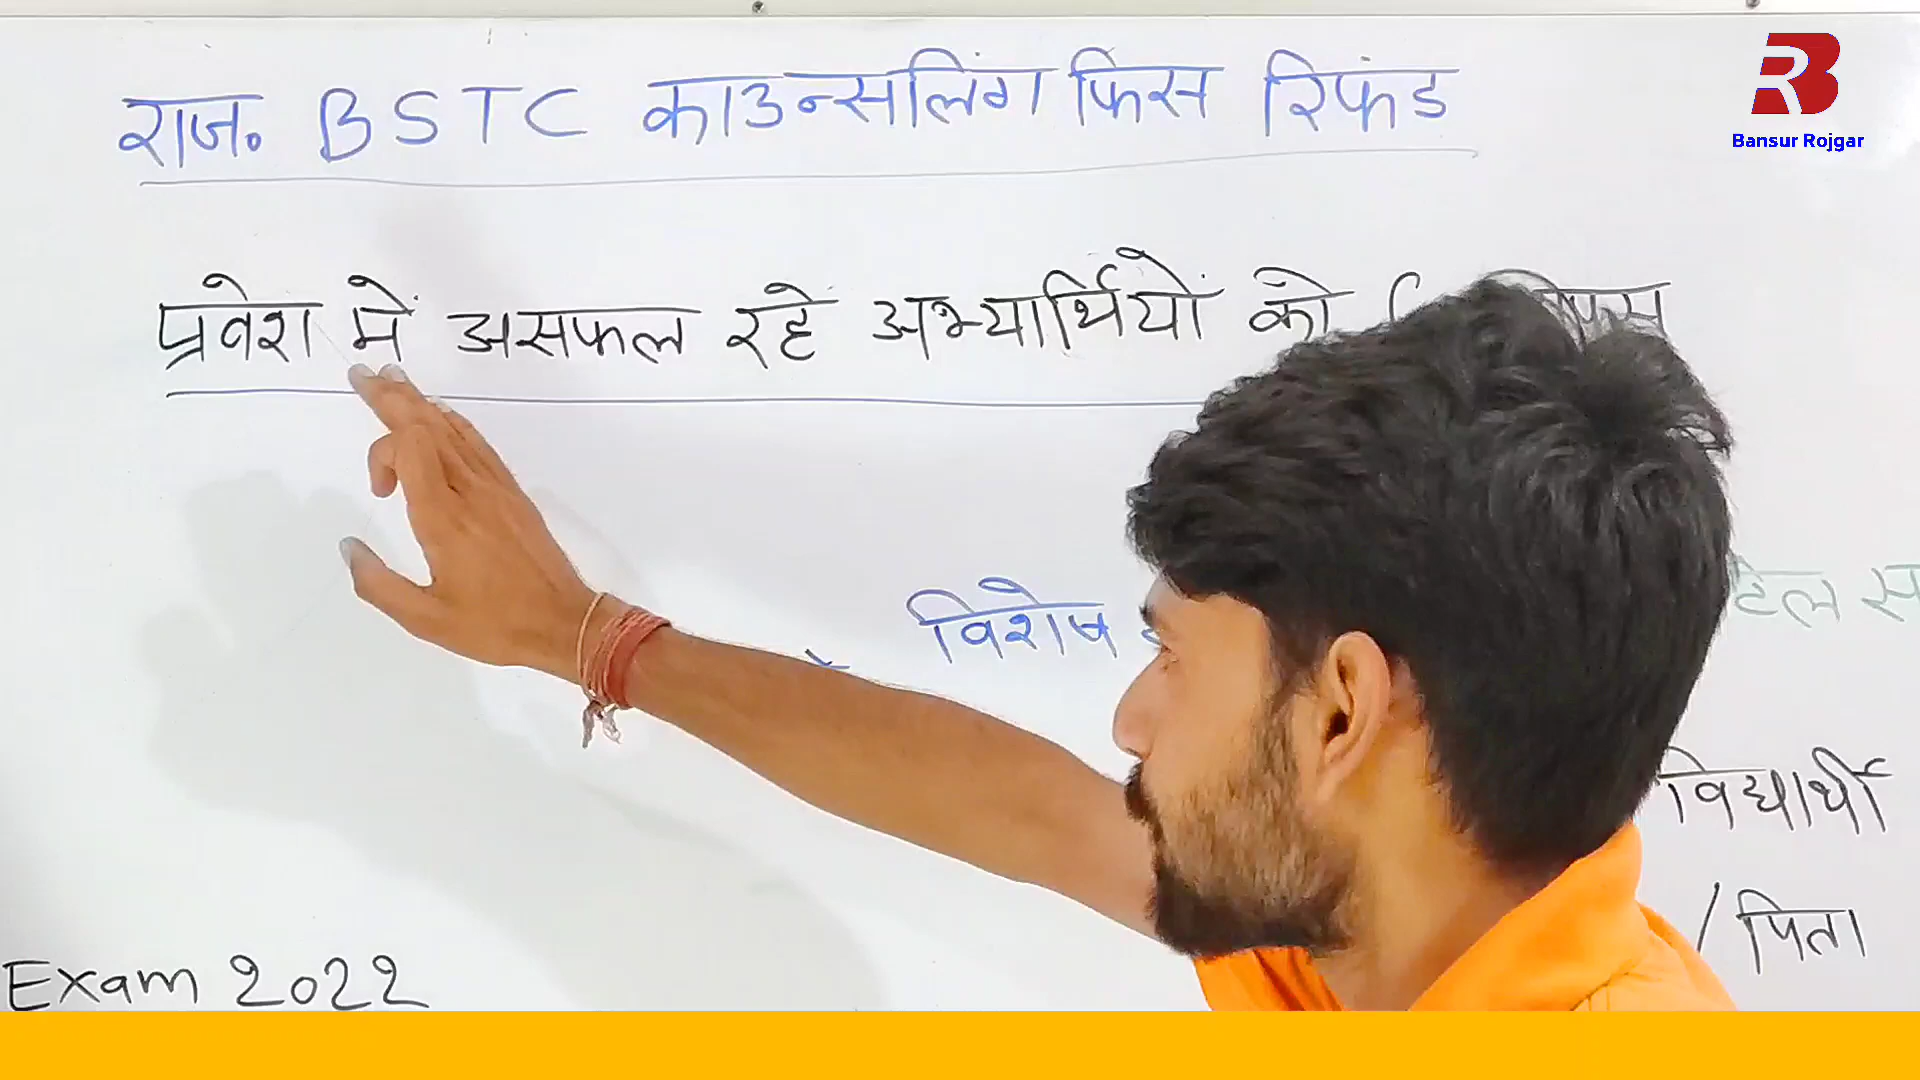 राज. BSTC काउन्सलिंग फिस रिफंड
Bansur Rojgar
प्रवेश में असफल रहे अभ्यार्थियों को फिस
विशेष
विद्यार्थी
/ पिता
Exam 2022